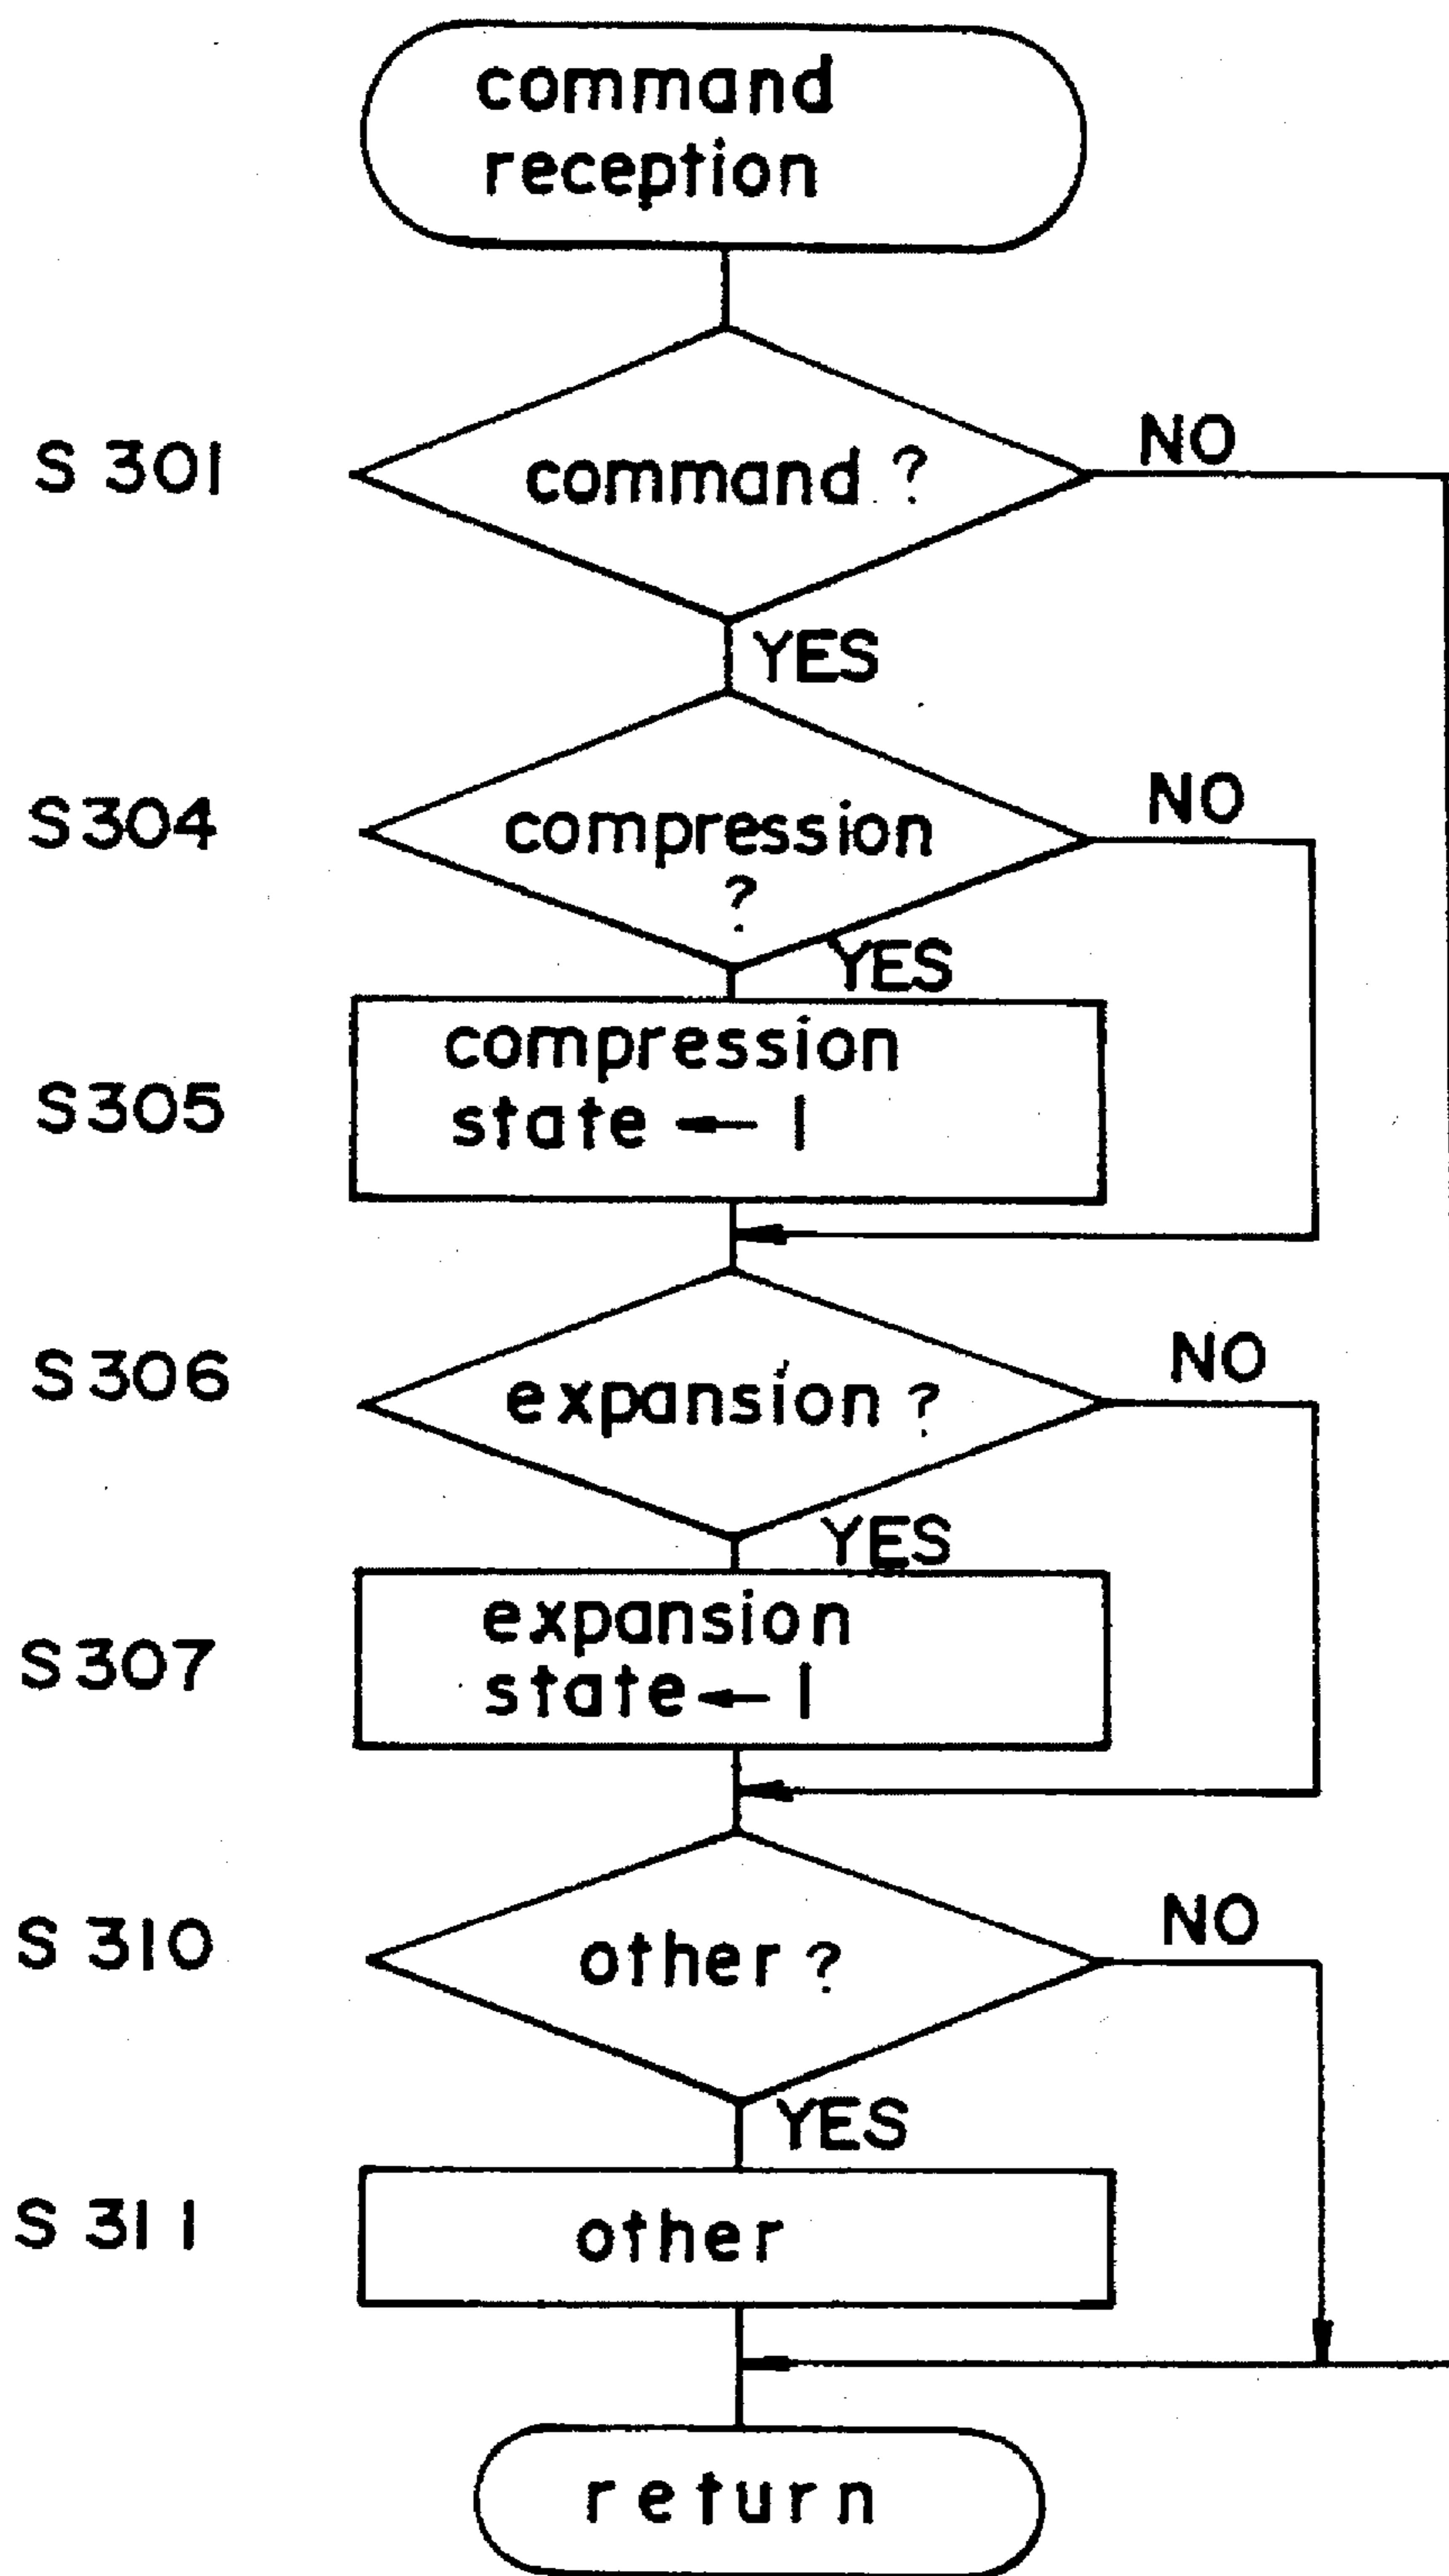 command
reception
S 301
command ?
NO
YES
S304
compression
?
NO
YES
S305
compression
state ← 1
S306
expansion ?
NO
YES
S307
expansion
state ← 1
S 310
other ?
NO
YES
S 311
other
return